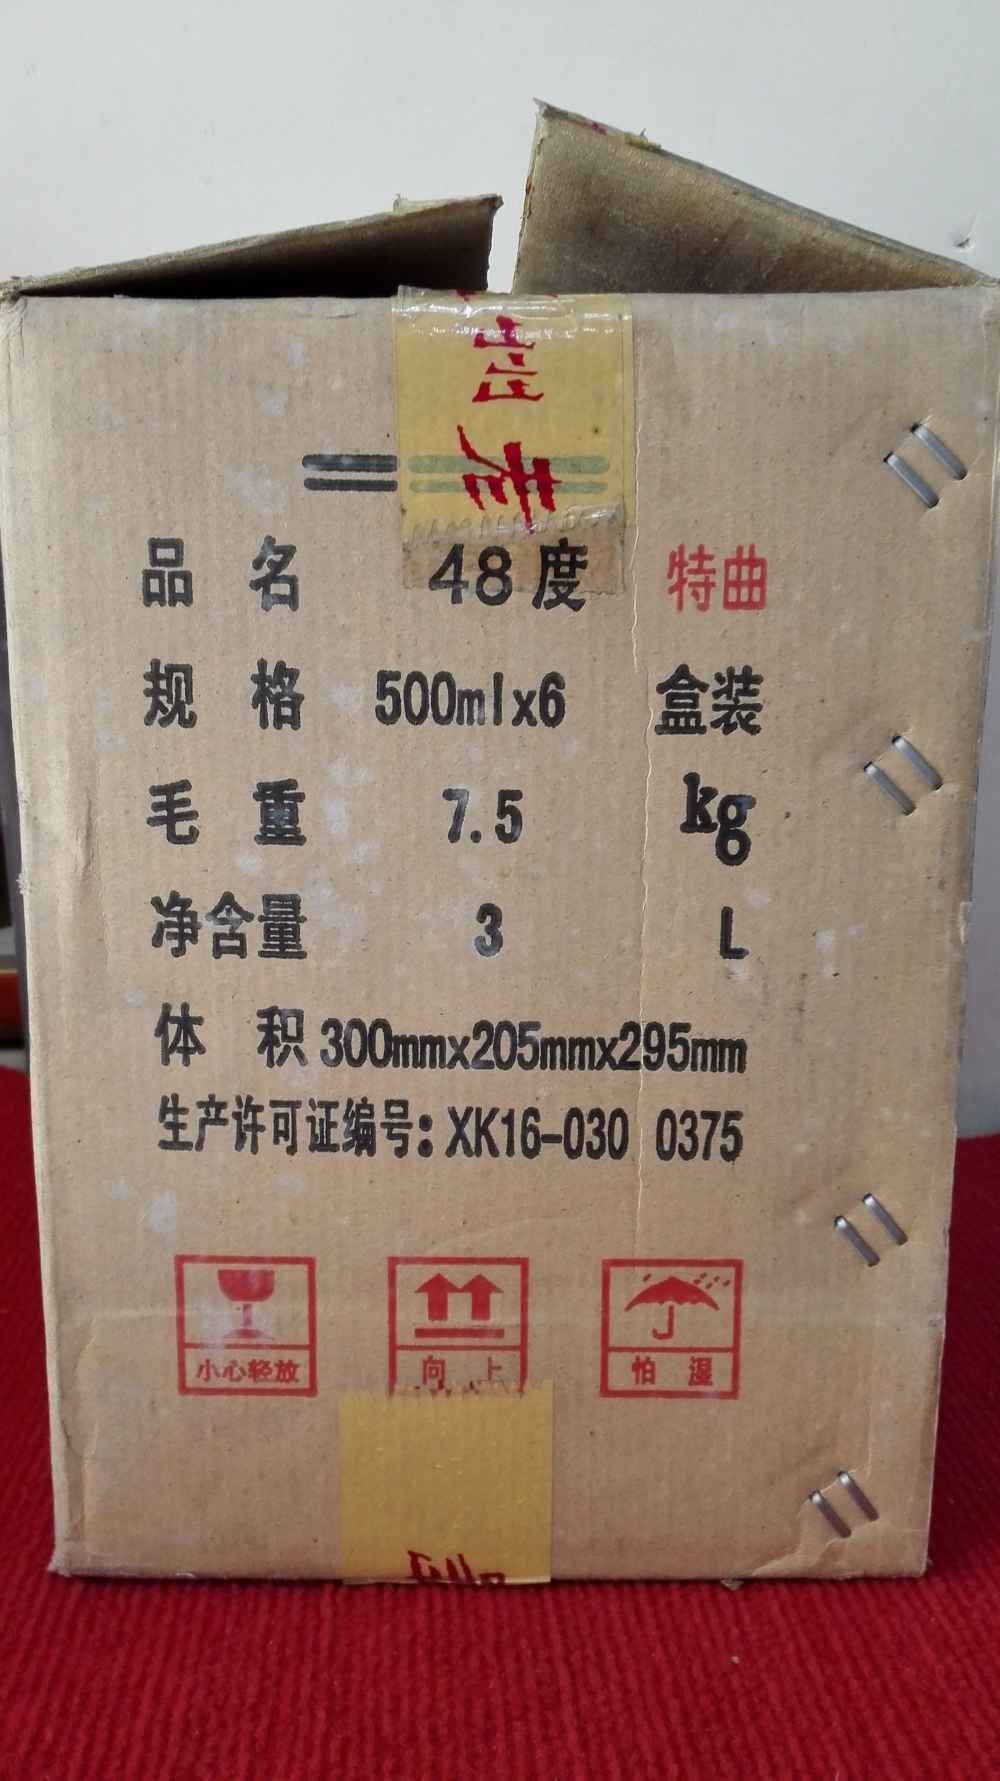 品名 48度 特曲
规格 500mlx6 盒装
毛重 7.5 kg
净含量 3 L
体积 300mmx205mmx295mm
生产许可证编号: XK16-030 0375
小心轻放 向上 怕湿